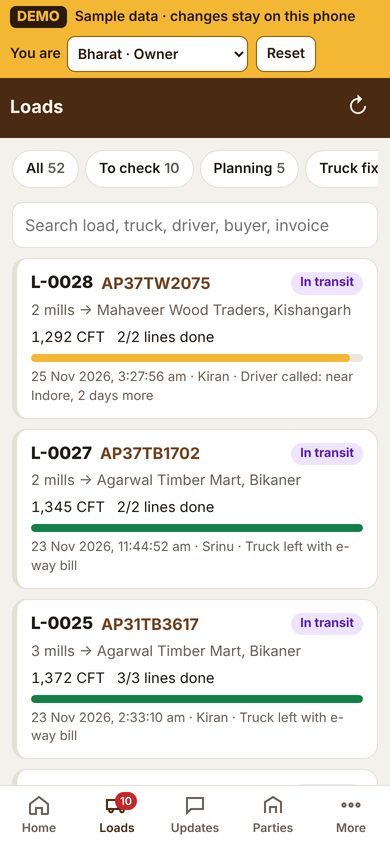 DEMO Sample data · changes stay on this phone
You are Bharat · Owner Reset
Loads
All 52 To check 10 Planning 5 Truck fix
Search load, truck, driver, buyer, invoice
L-0028 AP37TW2075 In transit
2 mills → Mahaveer Wood Traders, Kishangarh
1,292 CFT 2/2 lines done
25 Nov 2026, 3:27:56 am · Kiran · Driver called: near
Indore, 2 days more
L-0027 AP37TB1702 In transit
2 mills → Agarwal Timber Mart, Bikaner
1,345 CFT 2/2 lines done
23 Nov 2026, 11:44:52 am · Srinu · Truck left with e-
way bill
L-0025 AP31TB3617 In transit
3 mills → Agarwal Timber Mart, Bikaner
1,372 CFT 3/3 lines done
23 Nov 2026, 2:33:10 am · Kiran · Truck left with e-
way bill
10
Home Loads Updates Parties More